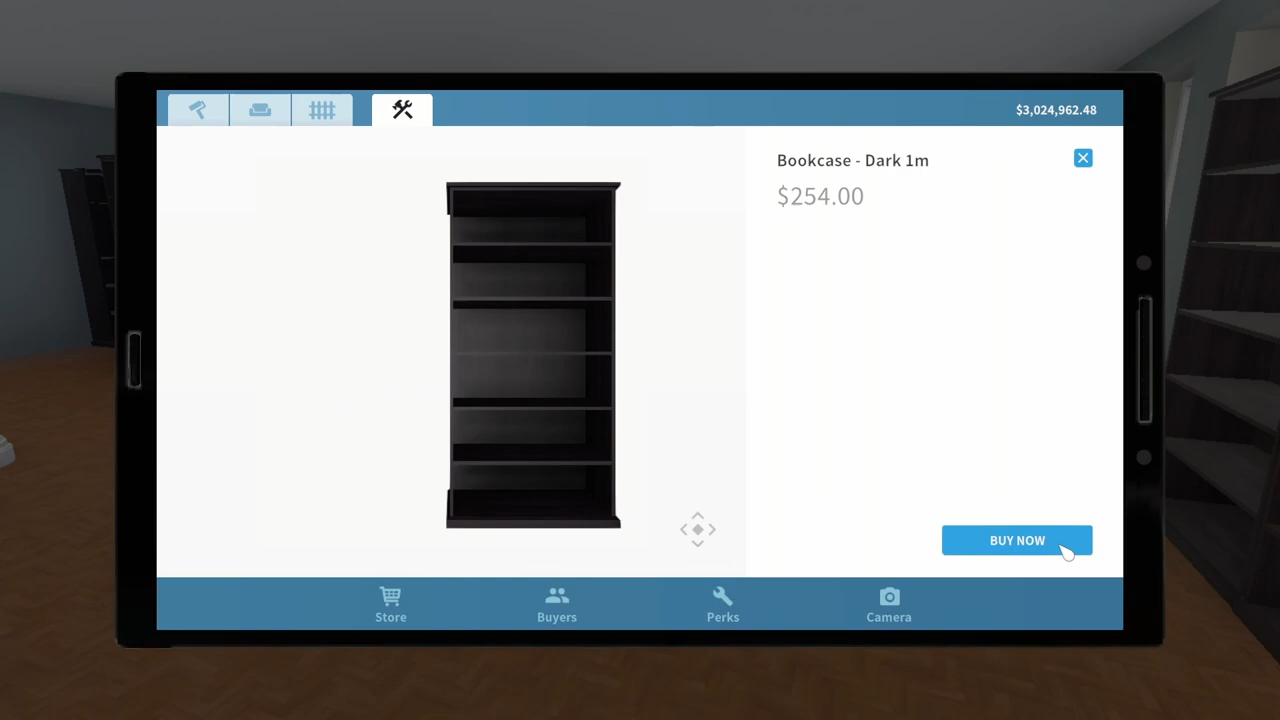 $3,024,962.48
Bookcase - Dark 1m
$254.00
BUY NOW
Store
Buyers
Perks
Camera